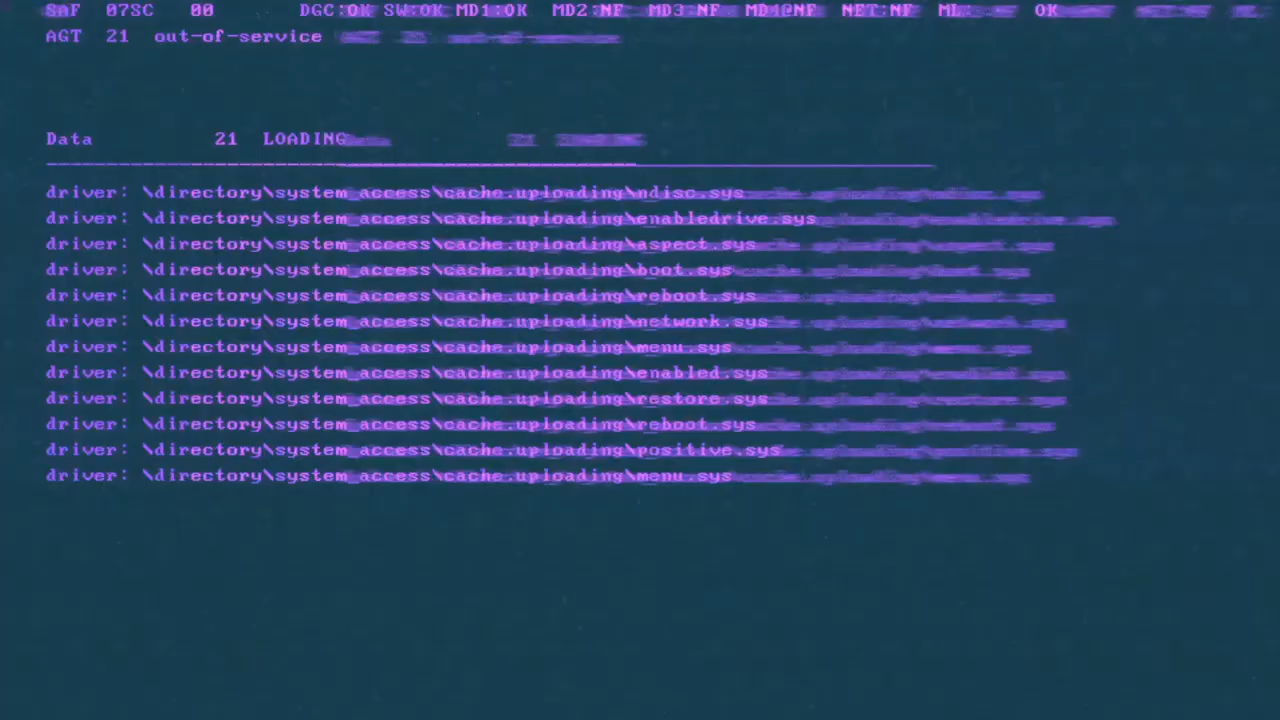 SAF 07SC 00 DGC:OK SW:OK MD1:OK MD2:NF MD3:NF MD4@NF NET:NF ML: OK
AGT 21 out-of-service
Data 21 LOADING
driver: \directory\system_access\cache.uploading\ndisc.sys
driver: \directory\system_access\cache.uploading\enabledrive.sys
driver: \directory\system_access\cache.uploading\aspect.sys
driver: \directory\system_access\cache.uploading\boot.sys
driver: \directory\system_access\cache.uploading\reboot.sys
driver: \directory\system_access\cache.uploading\network.sys
driver: \directory\system_access\cache.uploading\menu.sys
driver: \directory\system_access\cache.uploading\enabled.sys
driver: \directory\system_access\cache.uploading\restore.sys
driver: \directory\system_access\cache.uploading\reboot.sys
driver: \directory\system_access\cache.uploading\positive.sys
driver: \directory\system_access\cache.uploading\menu.sys